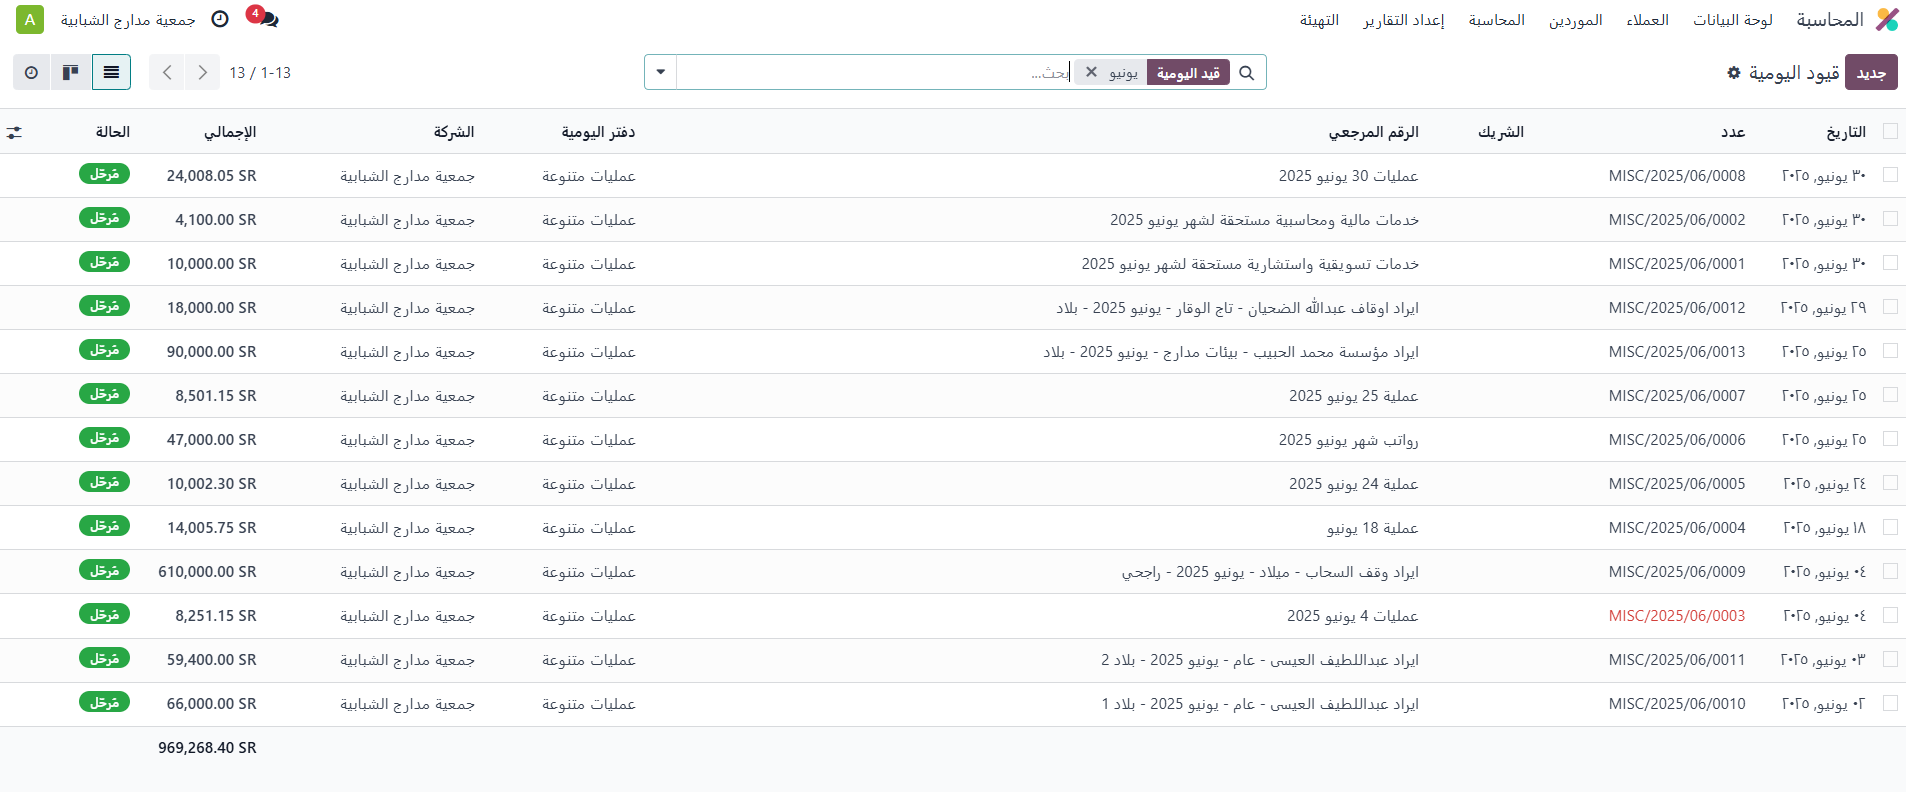 المحاسبة لوحة البيانات العملاء الموردين المحاسبة إعداد التقارير التهيئة 4 جمعية مدارج الشبابية A
جديد قيود اليومية قيد اليومية يونيو بحث... 1-13 / 13
التاريخ عدد الشريك الرقم المرجعي دفتر اليومية الشركة الإجمالي الحالة
٣٠ يونيو, ٢٠٢٥ MISC/2025/06/0008 عمليات 30 يونيو 2025 عمليات متنوعة جمعية مدارج الشبابية 24,008.05 SR مُرحّل
٣٠ يونيو, ٢٠٢٥ MISC/2025/06/0002 خدمات مالية ومحاسبية مستحقة لشهر يونيو 2025 عمليات متنوعة جمعية مدارج الشبابية 4,100.00 SR مُرحّل
٣٠ يونيو, ٢٠٢٥ MISC/2025/06/0001 خدمات تسويقية واستشارية مستحقة لشهر يونيو 2025 عمليات متنوعة جمعية مدارج الشبابية 10,000.00 SR مُرحّل
٢٩ يونيو, ٢٠٢٥ MISC/2025/06/0012 ايراد اوقاف عبدالله الضحيان - تاج الوقار - يونيو 2025 - بلاد عمليات متنوعة جمعية مدارج الشبابية 18,000.00 SR مُرحّل
٢٥ يونيو, ٢٠٢٥ MISC/2025/06/0013 ايراد مؤسسة محمد الحبيب - بيئات مدارج - يونيو 2025 - بلاد عمليات متنوعة جمعية مدارج الشبابية 90,000.00 SR مُرحّل
٢٥ يونيو, ٢٠٢٥ MISC/2025/06/0007 عملية 25 يونيو 2025 عمليات متنوعة جمعية مدارج الشبابية 8,501.15 SR مُرحّل
٢٥ يونيو, ٢٠٢٥ MISC/2025/06/0006 رواتب شهر يونيو 2025 عمليات متنوعة جمعية مدارج الشبابية 47,000.00 SR مُرحّل
٢٤ يونيو, ٢٠٢٥ MISC/2025/06/0005 عملية 24 يونيو 2025 عمليات متنوعة جمعية مدارج الشبابية 10,002.30 SR مُرحّل
١٨ يونيو, ٢٠٢٥ MISC/2025/06/0004 عملية 18 يونيو عمليات متنوعة جمعية مدارج الشبابية 14,005.75 SR مُرحّل
٠٤ يونيو, ٢٠٢٥ MISC/2025/06/0009 ايراد وقف السحاب - ميلاد - يونيو 2025 - راجحي عمليات متنوعة جمعية مدارج الشبابية 610,000.00 SR مُرحّل
٠٤ يونيو, ٢٠٢٥ MISC/2025/06/0003 عمليات 4 يونيو 2025 عمليات متنوعة جمعية مدارج الشبابية 8,251.15 SR مُرحّل
٠٣ يونيو, ٢٠٢٥ MISC/2025/06/0011 ايراد عبداللطيف العيسى - عام - يونيو 2025 - بلاد 2 عمليات متنوعة جمعية مدارج الشبابية 59,400.00 SR مُرحّل
٠٢ يونيو, ٢٠٢٥ MISC/2025/06/0010 ايراد عبداللطيف العيسى - عام - يونيو 2025 - بلاد 1 عمليات متنوعة جمعية مدارج الشبابية 66,000.00 SR مُرحّل
969,268.40 SR